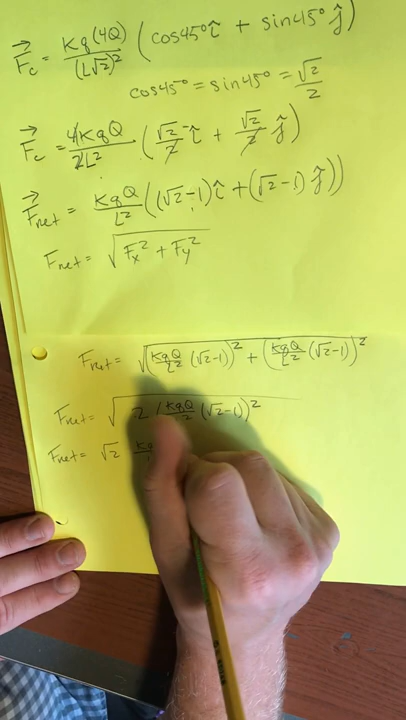 F⃗c = Kq(4Q)/(L√2)² (cos45° î + sin45° ĵ)
cos45° = sin45° = √2/2
F⃗c = 4KqQ/2L² (√2/2 î + √2/2 ĵ)
F⃗net = KqQ/L² ((√2-1) î + (√2-1) ĵ))
Fnet = √(Fx² + Fy²)
Fnet = √((KqQ/L² (√2-1))² + (KqQ/L² (√2-1))²
Fnet = √(2 (KqQ/L² (√2-1))²
Fnet = √2 Kq